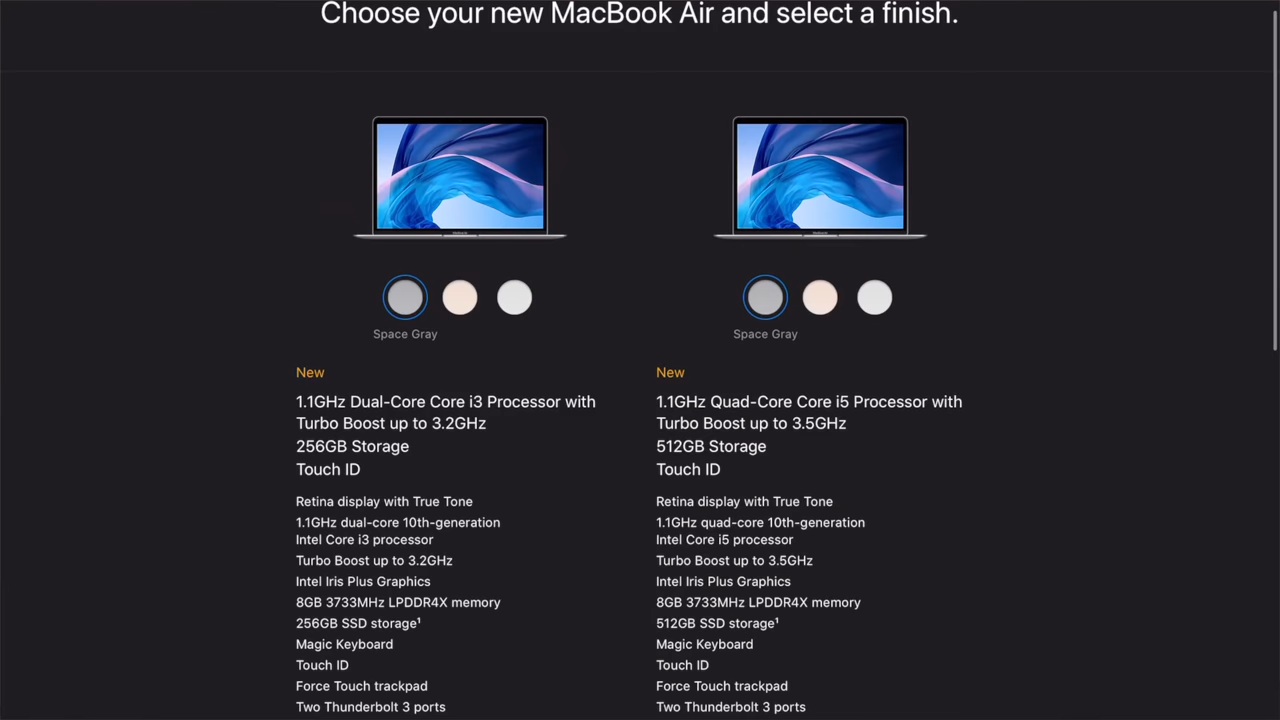 Choose your new MacBook Air and select a finish.
Space Gray
New
1.1GHz Dual-Core Core i3 Processor with
Turbo Boost up to 3.2GHz
256GB Storage
Touch ID
Retina display with True Tone
1.1GHz dual-core 10th-generation
Intel Core i3 processor
Turbo Boost up to 3.2GHz
Intel Iris Plus Graphics
8GB 3733MHz LPDDR4X memory
256GB SSD storage¹
Magic Keyboard
Touch ID
Force Touch trackpad
Two Thunderbolt 3 ports
Space Gray
New
1.1GHz Quad-Core Core i5 Processor with
Turbo Boost up to 3.5GHz
512GB Storage
Touch ID
Retina display with True Tone
1.1GHz quad-core 10th-generation
Intel Core i5 processor
Turbo Boost up to 3.5GHz
Intel Iris Plus Graphics
8GB 3733MHz LPDDR4X memory
512GB SSD storage¹
Magic Keyboard
Touch ID
Force Touch trackpad
Two Thunderbolt 3 ports